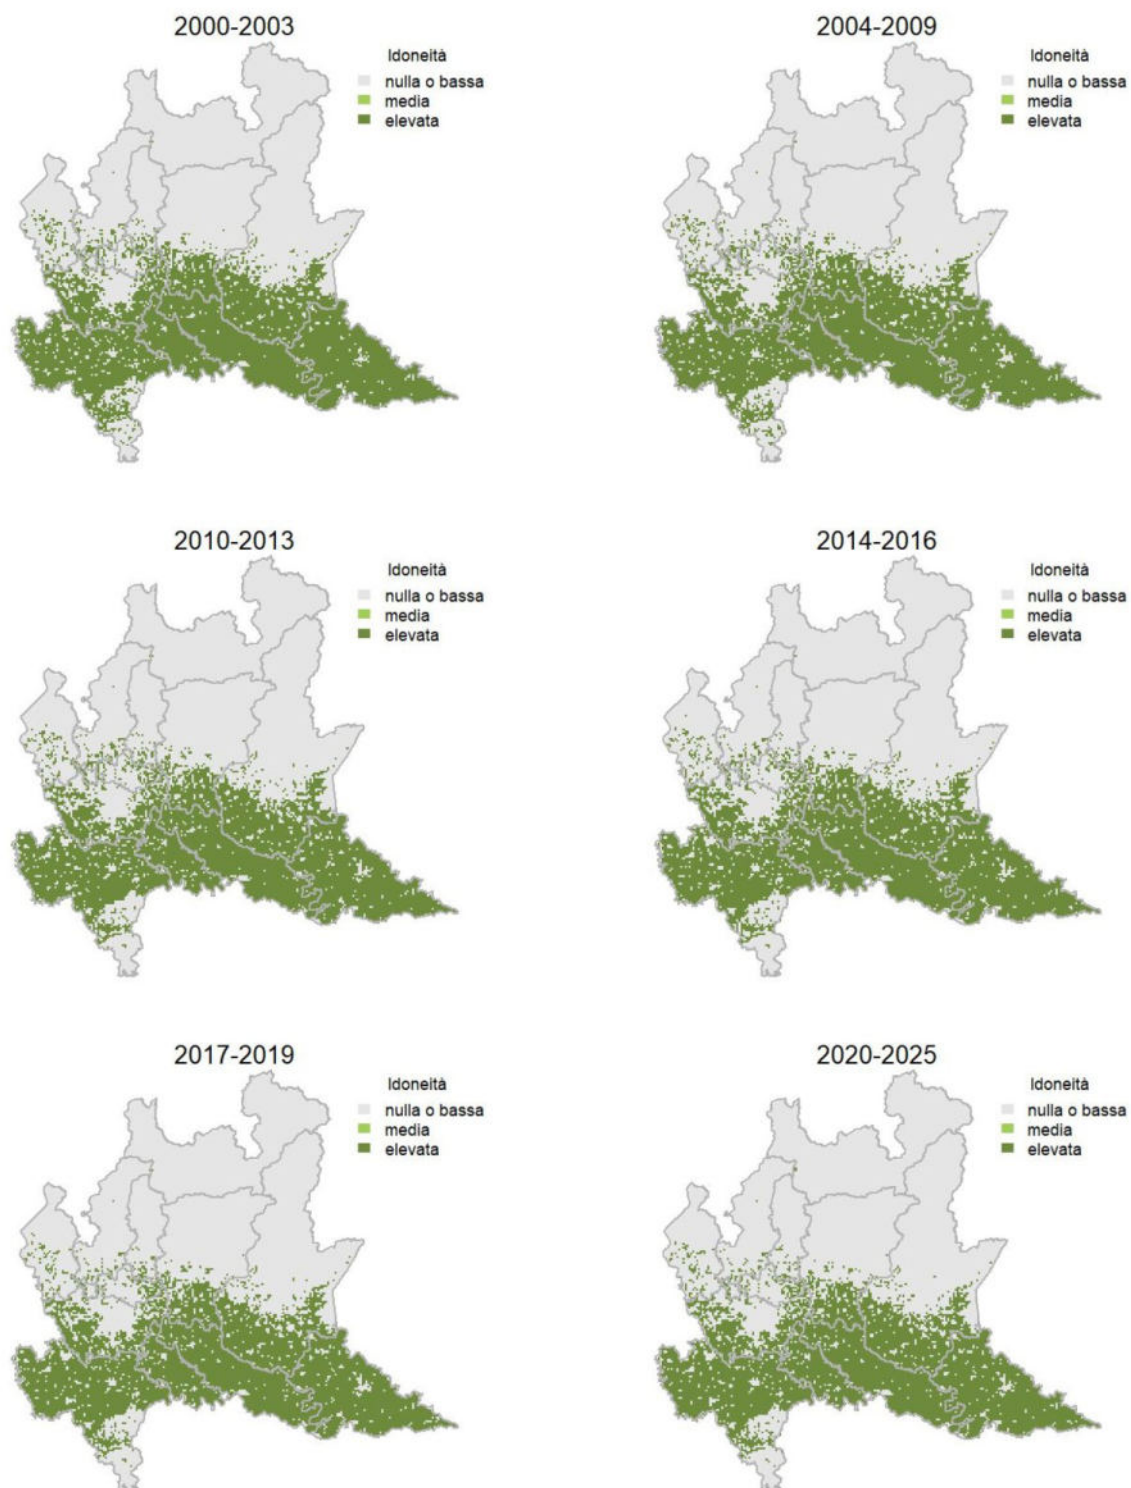 2000-2003
Idoneità
nulla o bassa
media
elevata
2004-2009
Idoneità
nulla o bassa
media
elevata
2010-2013
Idoneità
nulla o bassa
media
elevata
2014-2016
Idoneità
nulla o bassa
media
elevata
2017-2019
Idoneità
nulla o bassa
media
elevata
2020-2025
Idoneità
nulla o bassa
media
elevata